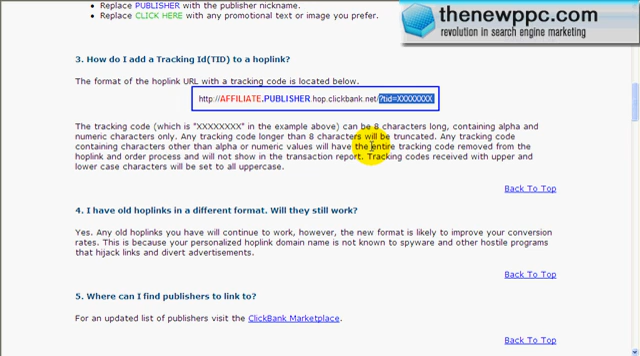 • Replace PUBLISHER with the publisher nickname.
• Replace CLICK HERE with any promotional text or image you prefer.
thenewppc.com
revolution in search engine marketing
3. How do I add a Tracking Id(TID) to a hoplink?
The format of the hoplink URL with a tracking code is located below.
http://AFFILIATE.PUBLISHER.hop.clickbank.net/?tid=XXXXXXXX
The tracking code (which is "XXXXXXXX" in the example above) can be 8 characters long, containing alpha and
numeric characters only. Any tracking code longer than 8 characters will be truncated. Any tracking code
containing characters other than alpha or numeric values will have the entire tracking code removed from the
hoplink and order process and will not show in the transaction report. Tracking codes received with upper and
lower case characters will be set to all uppercase.
Back To Top
4. I have old hoplinks in a different format. Will they still work?
Yes. Any old hoplinks you have will continue to work, however, the new format is likely to improve your conversion
rates. This is because your personalized hoplink domain name is not known to spyware and other hostile programs
that hijack links and divert advertisements.
Back To Top
5. Where can I find publishers to link to?
For an updated list of publishers visit the ClickBank Marketplace.
Back To Top